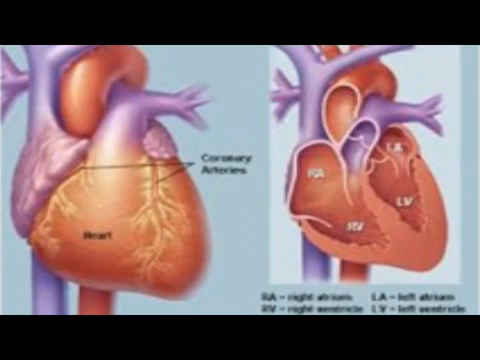 Coronary
Arteries
Heart
RA
LA
LV
RV
RA – right atrium LA – left atrium
RV – right ventricle LV – left ventricle